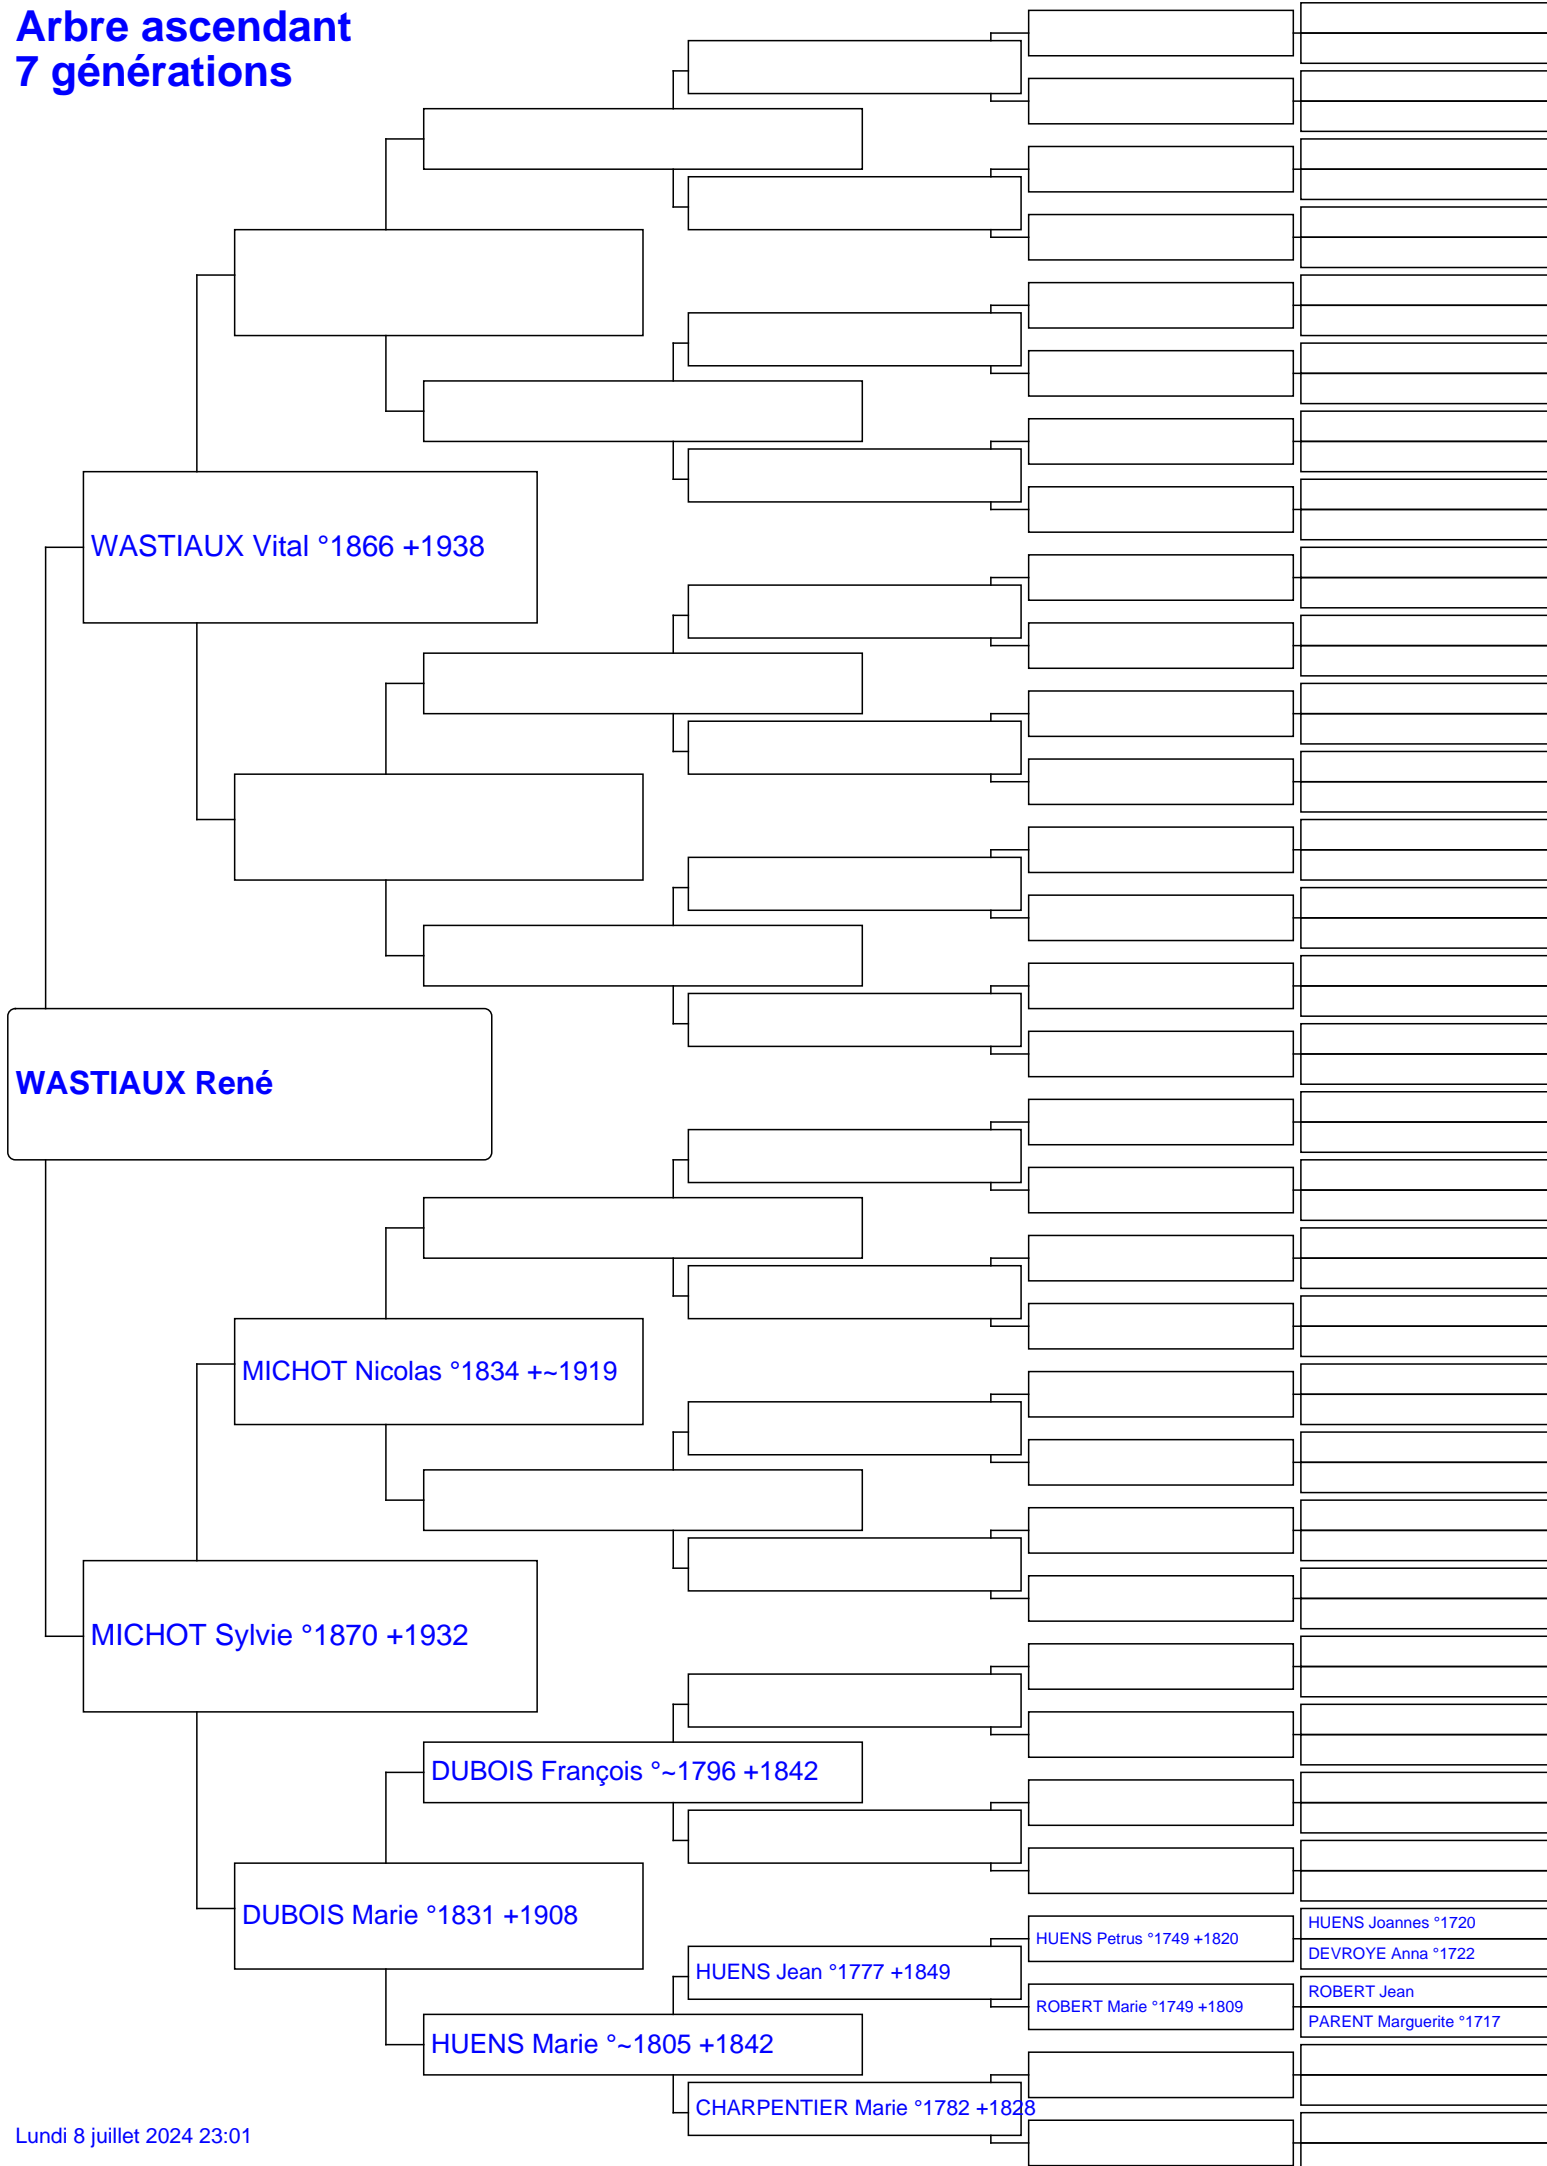 Arbre ascendant
7 générations
WASTIAUX Vital °1866 +1938
WASTIAUX René
MICHOT Nicolas °1834 +~1919
MICHOT Sylvie °1870 +1932
DUBOIS François °~1796 +1842
DUBOIS Marie °1831 +1908
HUENS Jean °1777 +1849
HUENS Petrus °1749 +1820
HUENS Joannes °1720
DEVROYE Anna °1722
ROBERT Marie °1749 +1809
ROBERT Jean
PARENT Marguerite °1717
HUENS Marie °~1805 +1842
CHARPENTIER Marie °1782 +1828
Lundi 8 juillet 2024 23:01